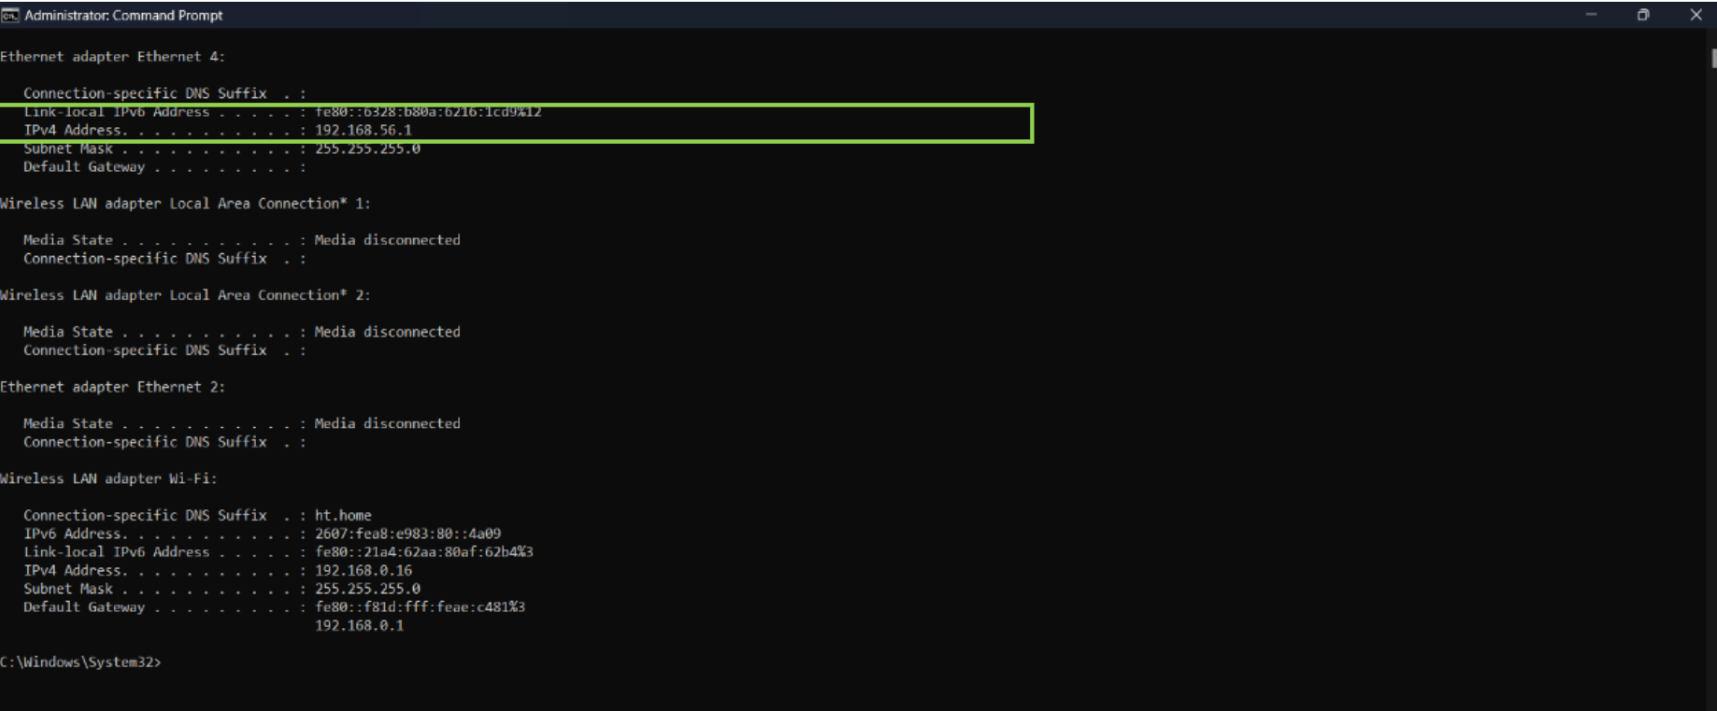 Administrator: Command Prompt
Ethernet adapter Ethernet 4:
Connection-specific DNS Suffix  . :
Link-local IPv6 Address . . . . . : fe80::6328:b80a:6216:1cd9%12
IPv4 Address. . . . . . . . . . . : 192.168.56.1
Subnet Mask . . . . . . . . . . . : 255.255.255.0
Default Gateway . . . . . . . . . :
Wireless LAN adapter Local Area Connection* 1:
Media State . . . . . . . . . . . : Media disconnected
Connection-specific DNS Suffix  . :
Wireless LAN adapter Local Area Connection* 2:
Media State . . . . . . . . . . . : Media disconnected
Connection-specific DNS Suffix  . :
Ethernet adapter Ethernet 2:
Media State . . . . . . . . . . . : Media disconnected
Connection-specific DNS Suffix  . :
Wireless LAN adapter Wi-Fi:
Connection-specific DNS Suffix  . : ht.home
IPv6 Address. . . . . . . . . . . : 2607:fea8:e983:80::4a09
Link-local IPv6 Address . . . . . : fe80::21a4:62aa:80af:62b4%3
IPv4 Address. . . . . . . . . . . : 192.168.0.16
Subnet Mask . . . . . . . . . . . : 255.255.255.0
Default Gateway . . . . . . . . . : fe80::f81d:fff:feae:c481%3
192.168.0.1
C:\Windows\System32>